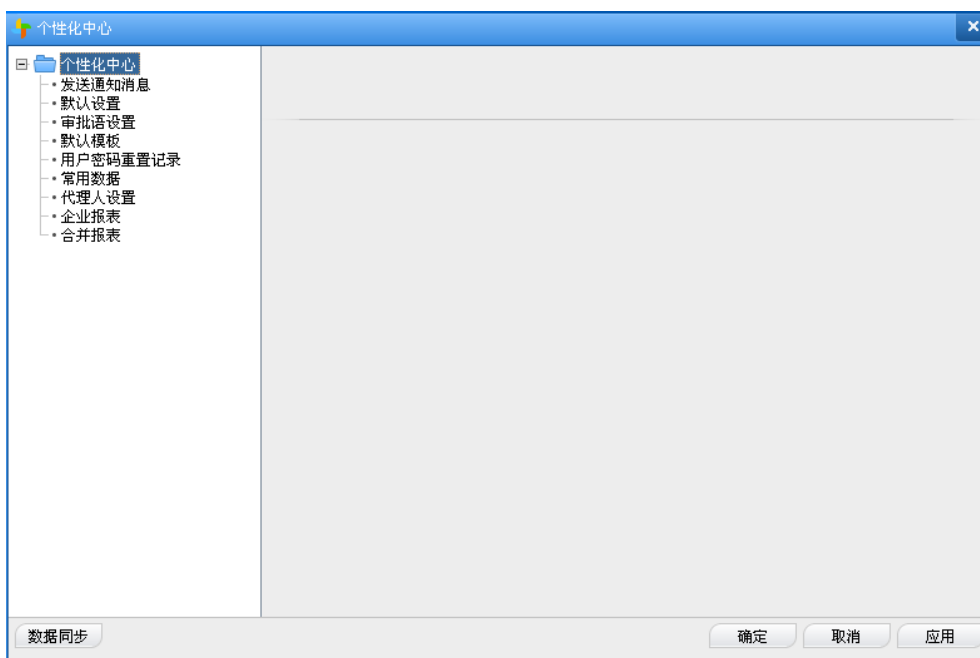 个性化中心
个性化中心
发送通知消息
默认设置
审批语设置
默认模板
用户密码重置记录
常用数据
代理人设置
企业报表
合并报表
数据同步
确定
取消
应用